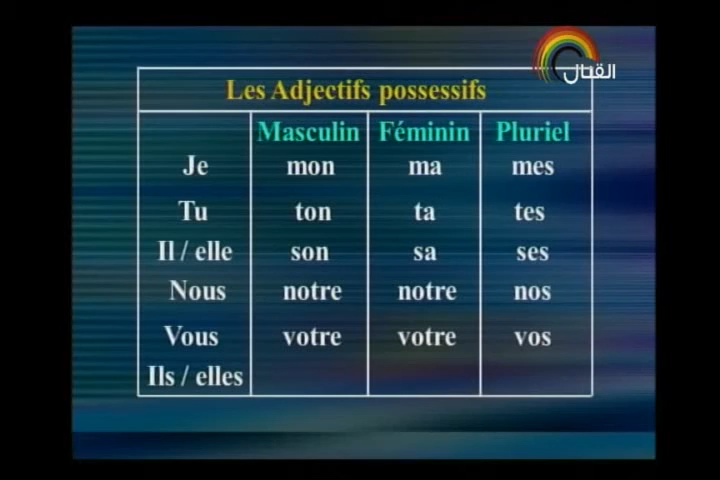 القنال
Les Adjectifs possessifs
Masculin Féminin Pluriel
Je mon ma mes
Tu ton ta tes
Il / elle son sa ses
Nous notre notre nos
Vous votre votre vos
Ils / elles